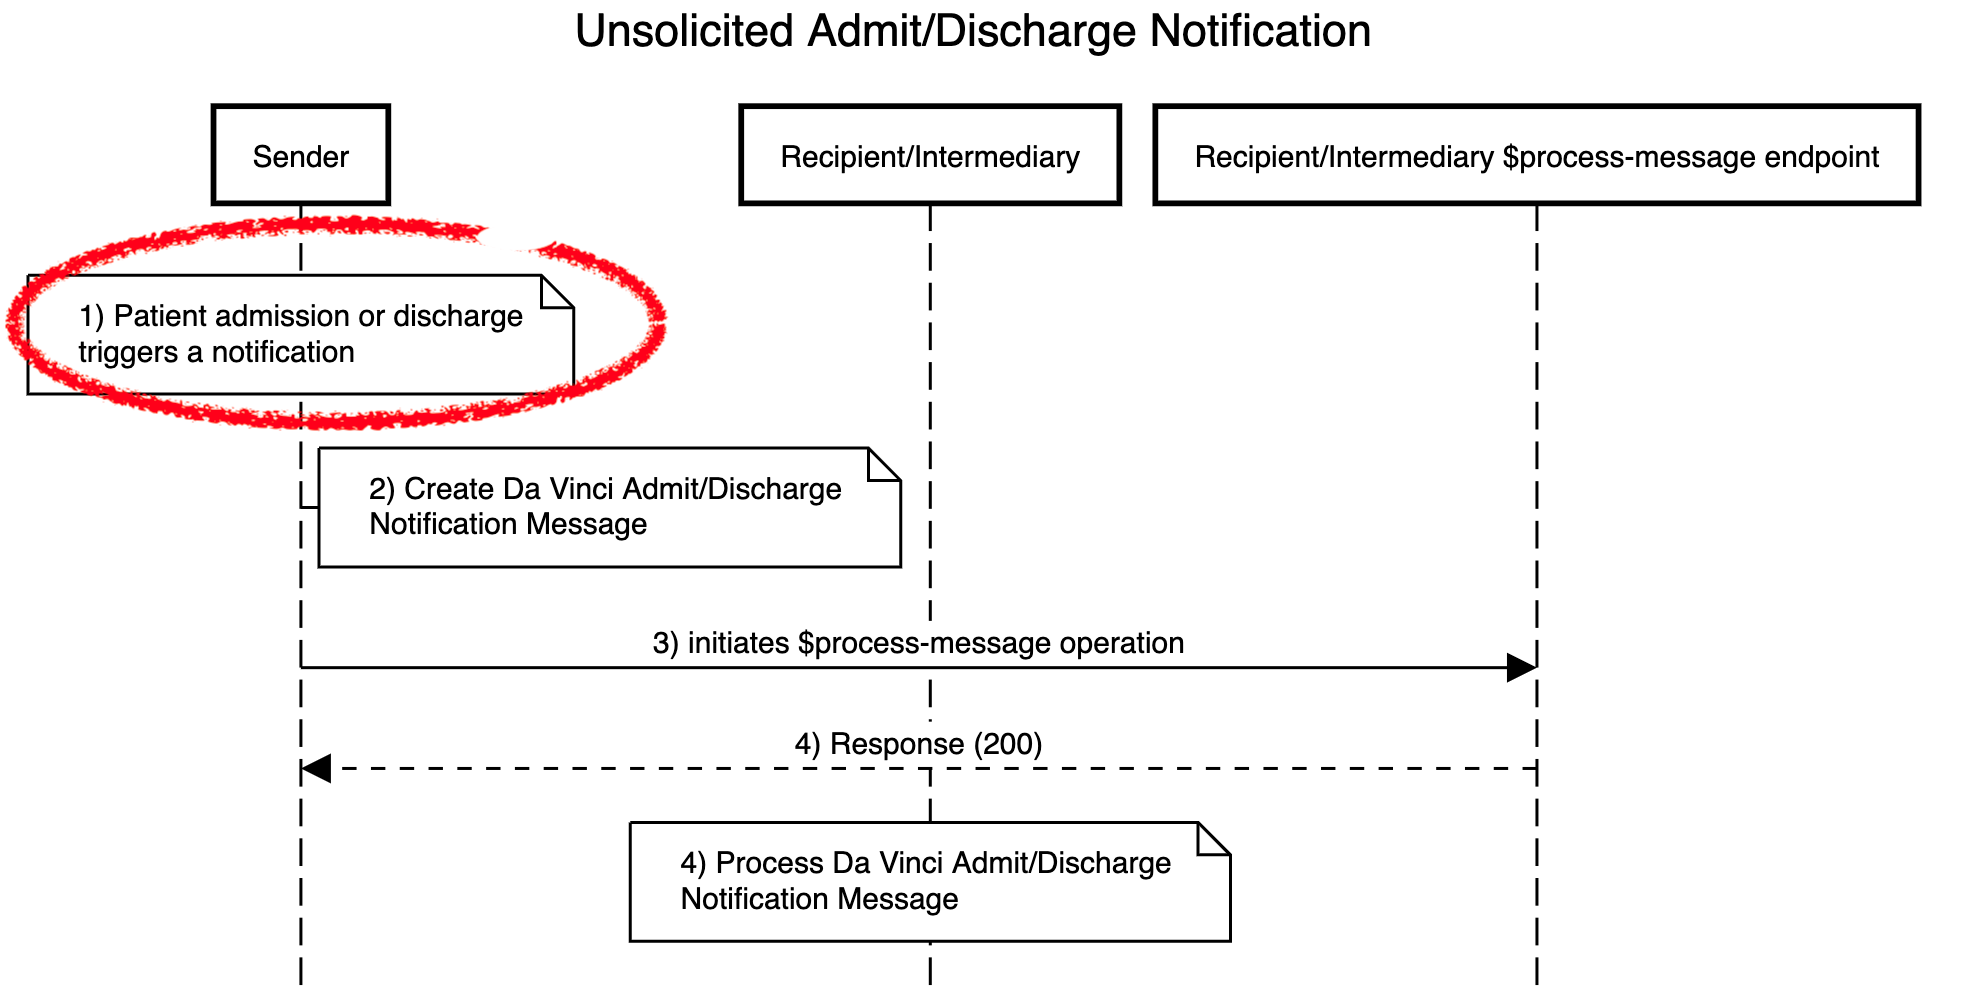 Unsolicited Admit/Discharge Notification
Sender
Recipient/Intermediary
Recipient/Intermediary $process-message endpoint
1) Patient admission or discharge
triggers a notification
2) Create Da Vinci Admit/Discharge
Notification Message
3) initiates $process-message operation
4) Response (200)
4) Process Da Vinci Admit/Discharge
Notification Message